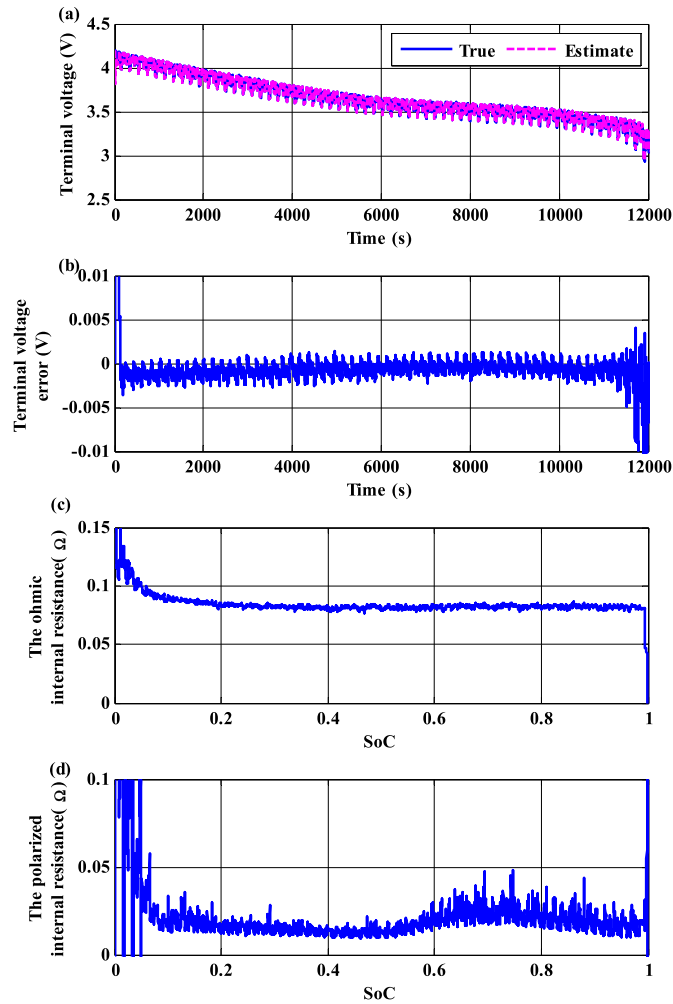 (a)
4.5
4
3.5
3
2.5
Terminal voltage (V)
True
Estimate
0
2000
4000
6000
8000
10000
12000
Time (s)
(b)
0.01
0.005
0
-0.005
-0.01
Terminal voltage
error (V)
0
2000
4000
6000
8000
10000
12000
Time (s)
(c)
0.15
0.1
0.05
0
The ohmic
internal resistance( Ω)
0
0.2
0.4
0.6
0.8
1
SoC
(d)
0.1
0.05
0
The polarized
internal resistance( Ω)
0
0.2
0.4
0.6
0.8
1
SoC